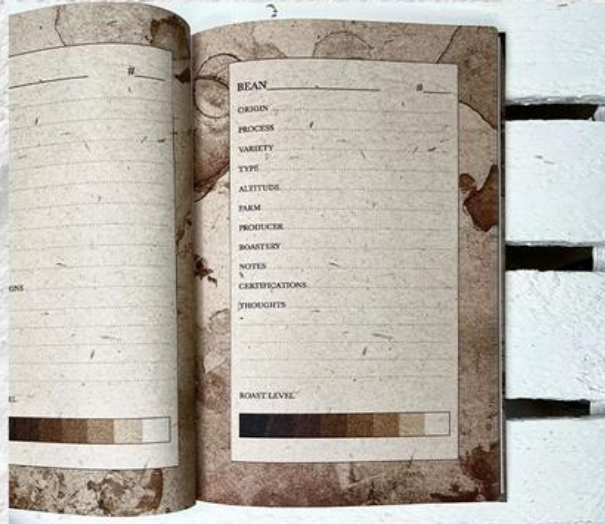 #
BEAN #
ORIGIN
PROCESS
VARIETY
TYPE
ALTITUDE
FARM
PRODUCER
ROASTERY
NOTES
CERTIFICATIONS
THOUGHTS
ROAST LEVEL